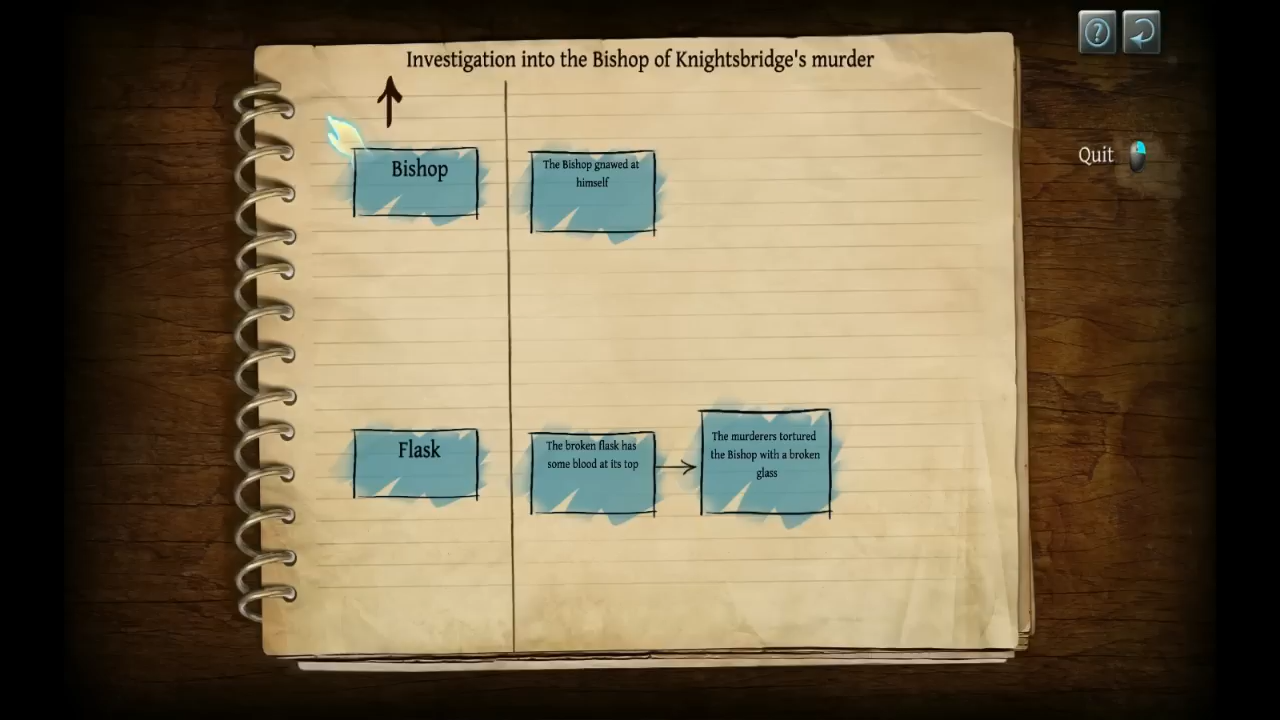 Investigation into the Bishop of Knightsbridge's murder
Quit
Bishop
The Bishop gnawed at
himself
Flask
The broken flask has
some blood at its top
The murderers tortured
the Bishop with a broken
glass
?